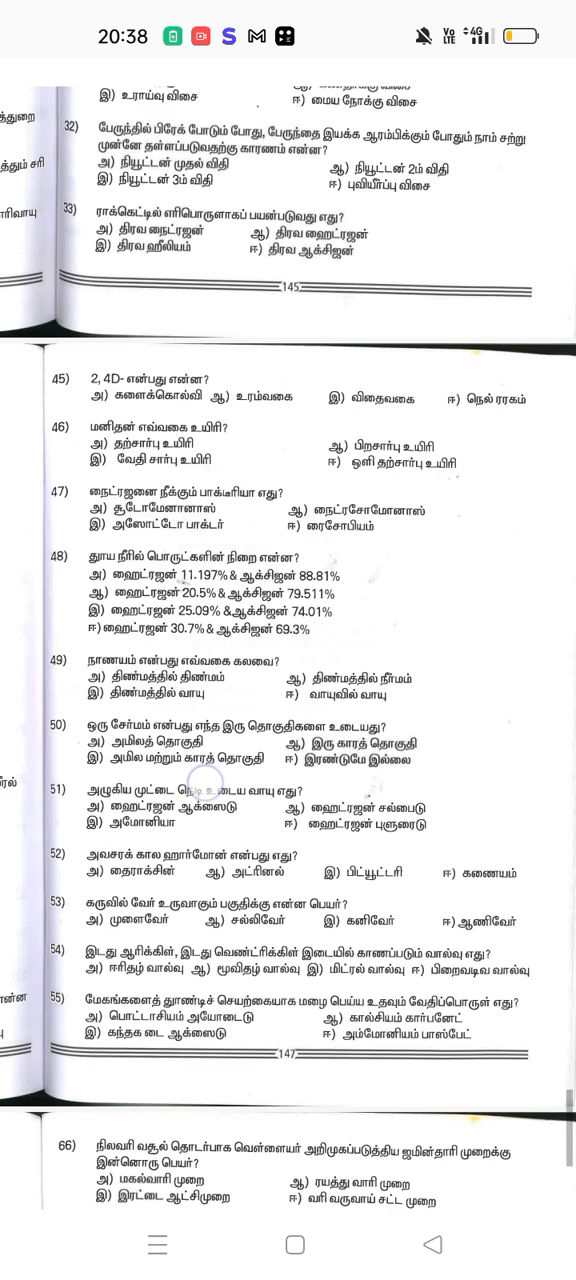 20:38
Vo LTE 4G
இ) உராய்வு விசை ஈ) மைய நோக்கு விசை
த்துறை
32) பேருந்தில் பிரேக் போடும் போது, பேருந்தை இயக்க ஆரம்பிக்கும் போதும் நாம் சற்று
முன்னே தள்ளப்படுவதற்கு காரணம் என்ன?
த்தும் சரி
அ) நியூட்டன் முதல் விதி ஆ) நியூட்டன் 2ம் விதி
இ) நியூட்டன் 3ம் விதி ஈ) புவியீர்ப்பு விசை
ரிவாயு
33) ராக்கெட்டில் எரிபொருளாகப் பயன்படுவது எது?
அ) திரவ நைட்ரஜன் ஆ) திரவ ஹைட்ரஜன்
இ) திரவ ஹீலியம் ஈ) திரவ ஆக்சிஜன்
145
45) 2, 4D- என்பது என்ன?
அ) களைக்கொல்வி ஆ) உரம்வகை இ) விதைவகை ஈ) நெல் ரரகம்
46) மனிதன் எவ்வகை உயிரி?
அ) தற்சார்பு உயிரி ஆ) பிறசார்பு உயிரி
இ) வேதி சார்பு உயிரி ஈ) ஒளி தற்சார்பு உயிரி
47) நைட்ரஜனை நீக்கும் பாக்டீரியா எது?
அ) சூடோமேனானாஸ் ஆ) நைட்ரசோமோனாஸ்
இ) அஸோட்டோ பாக்டர் ஈ) ரைசோபியம்
48) தூய நீரில் பொருட்களின் நிறை என்ன?
அ) ஹைட்ரஜன் 11.197% & ஆக்சிஜன் 88.81%
ஆ) ஹைட்ரஜன் 20.5% & ஆக்சிஜன் 79.511%
இ) ஹைட்ரஜன் 25.09% &ஆக்சிஜன் 74.01%
ஈ) ஹைட்ரஜன் 30.7% & ஆக்சிஜன் 69.3%
49) நாணயம் என்பது எவ்வகை கலவை?
அ) திண்மத்தில் திண்மம் ஆ) திண்மத்தில் நீர்மம்
இ) திண்மத்தில் வாயு ஈ) வாயுவில் வாயு
50) ஒரு சேர்மம் என்பது எந்த இரு தொகுதிகளை உடையது?
அ) அமிலத் தொகுதி ஆ) இரு காரத் தொகுதி
இ) அமில மற்றும் காரத் தொகுதி ஈ) இரண்டுமே இல்லை
ரல்
51) அழுகிய முட்டை நெடி உடைய வாயு எது?
அ) ஹைட்ரஜன் ஆக்ஸைடு ஆ) ஹைட்ரஜன் சல்பைடு
இ) அமோனியா ஈ) ஹைட்ரஜன் புளுரைடு
52) அவசரக் கால ஹார்மோன் என்பது எது?
அ) தைராக்சின் ஆ) அட்ரினல் இ) பிட்யூட்டரி ஈ) கணையம்
53) கருவில் வேர் உருவாகும் பகுதிக்கு என்ன பெயர்?
அ) முளைவேர் ஆ) சல்லிவேர் இ) கனிவேர் ஈ) ஆணிவேர்
54) இடது ஆரிக்கிள், இடது வெண்ட்ரிக்கிள் இடையில் காணப்படும் வால்வு எது?
அ) ஈரிதழ் வால்வு ஆ) மூவிதழ் வால்வு இ) மிட்ரல் வால்வு ஈ) பிறைவடிவ வால்வு
ன்ன
55) மேகங்களைத் தூண்டிச் செயற்கையாக மழை பெய்ய உதவும் வேதிப்பொருள் எது?
அ) பொட்டாசியம் அயோடைடு ஆ) கால்சியம் கார்பனேட்
இ) கந்தக டை ஆக்ஸைடு ஈ) அம்மோனியம் பாஸ்பேட்
147
66) நிலவரி வசூல் தொடர்பாக வெள்ளையர் அறிமுகப்படுத்திய ஜமின்தாரி முறைக்கு
இன்னொரு பெயர்?
அ) மகல்வாரி முறை ஆ) ரயத்து வாரி முறை
இ) இரட்டை ஆட்சிமுறை ஈ) வரி வருவாய் சட்ட முறை